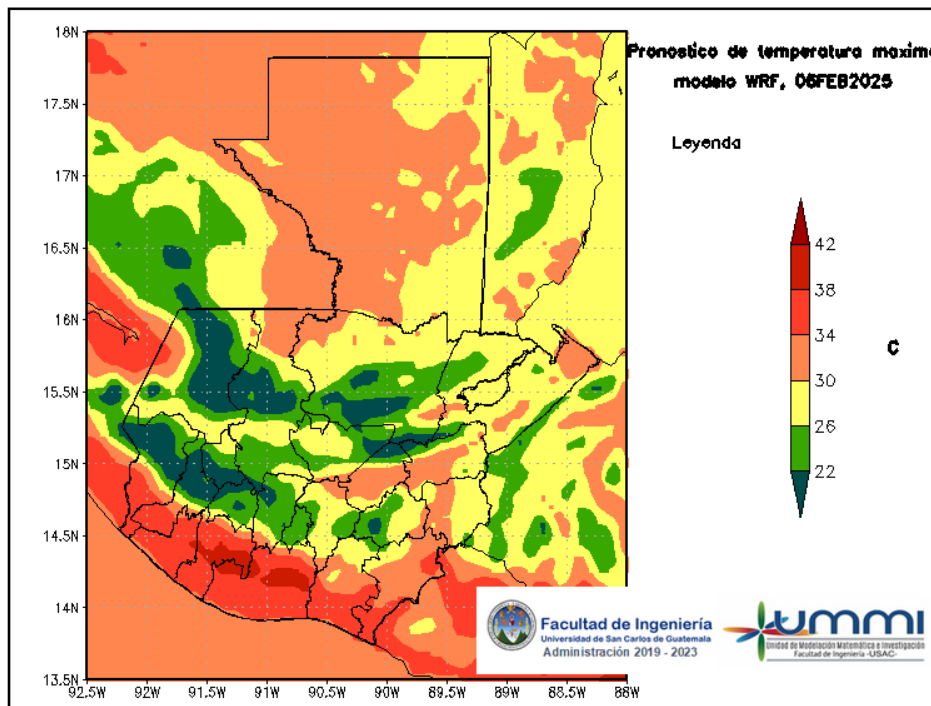 Pronostico de temperatura maxim
modelo WRF, 06FEB2025
Leyenda
42
38
34
30
26
22
C
18N
17.5N
17N
16.5N
16N
15.5N
15N
14.5N
14N
13.5N
92.5W 92W 91.5W 91W 90.5W 90W 89.5W 89W 88.5W 88W
Facultad de Ingeniería
Universidad de San Carlos de Guatemala
Administración 2019 - 2023
UMMI
Unidad de Modelación Matemática e Investigación
Facultad de Ingeniería -USAC-